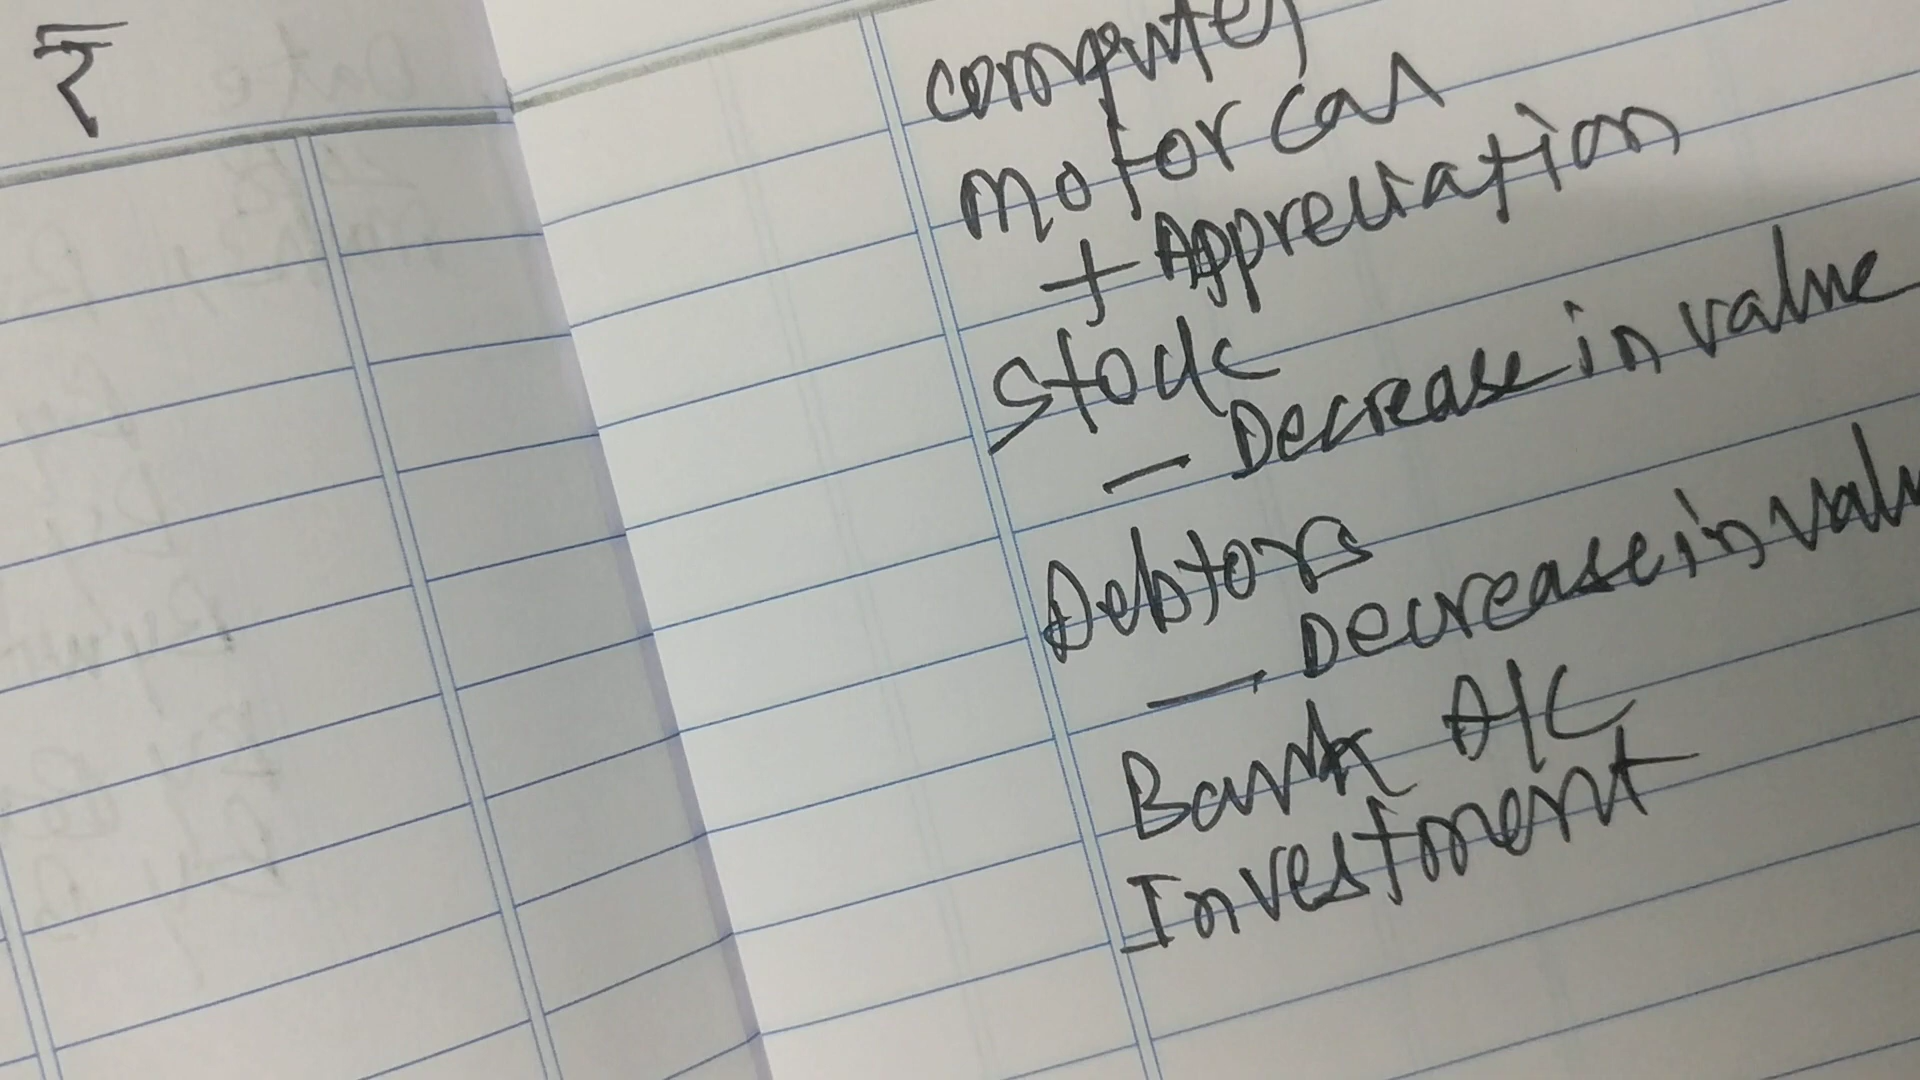 ₹
computer
motor car
+ Appreciation
Stock
— Decrease in value
Debtors
— Decrease in valu
Bank A/C
Investment